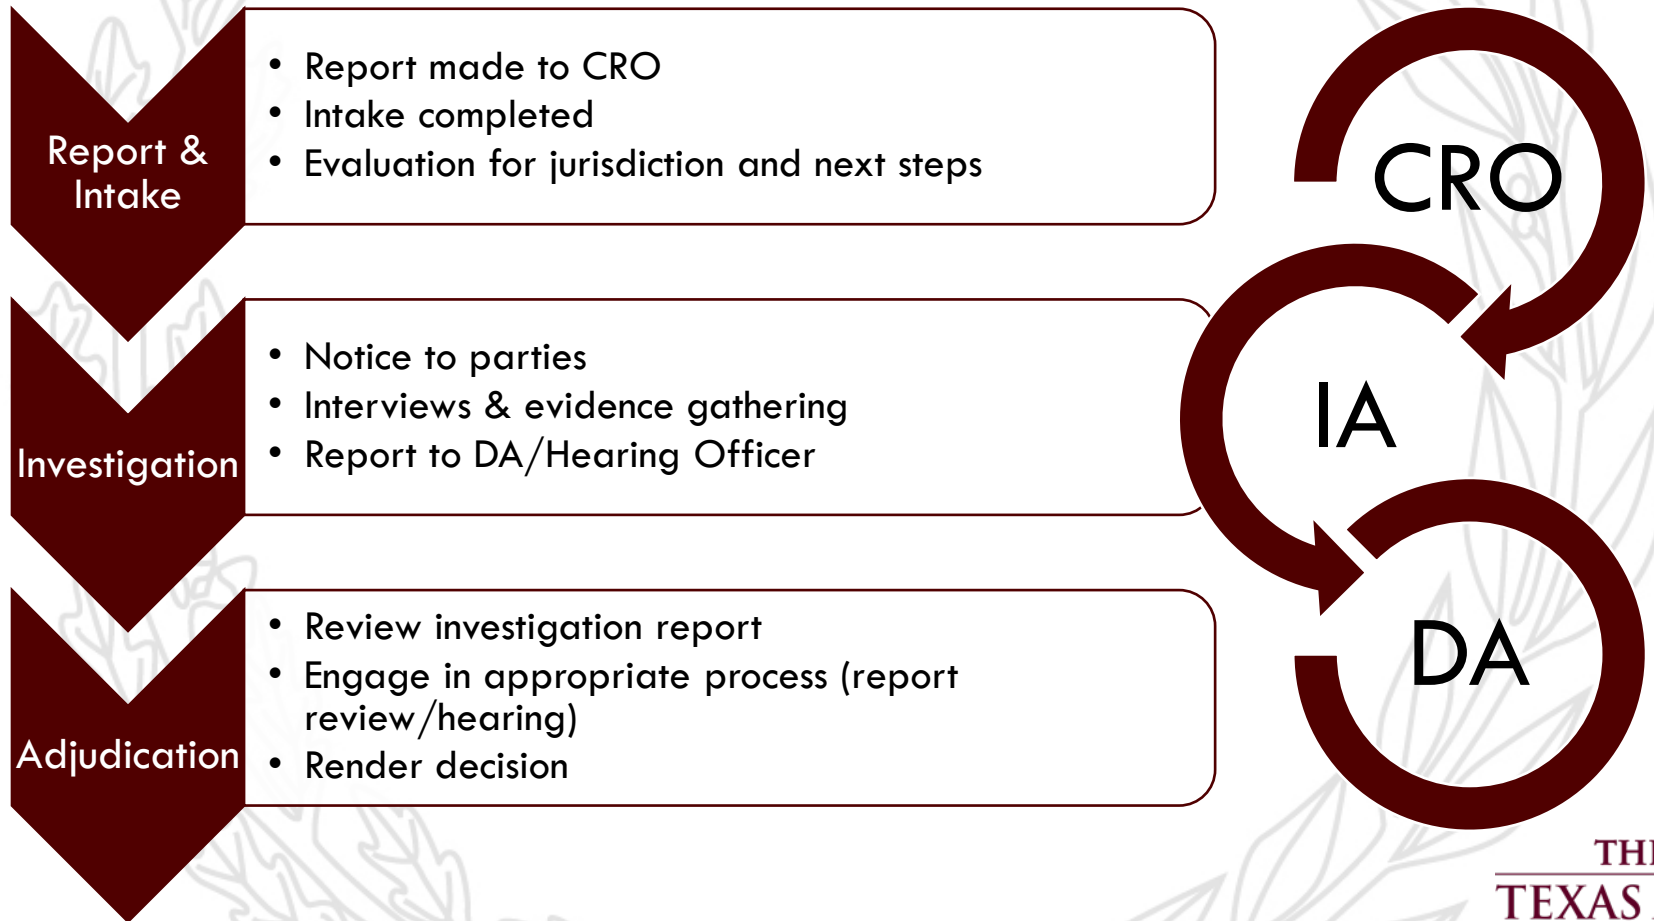 Report &
Intake
• Report made to CRO
• Intake completed
• Evaluation for jurisdiction and next steps
CRO
Investigation
• Notice to parties
• Interviews & evidence gathering
• Report to DA/Hearing Officer
IA
Adjudication
• Review investigation report
• Engage in appropriate process (report
review/hearing)
• Render decision
DA
TEXAS